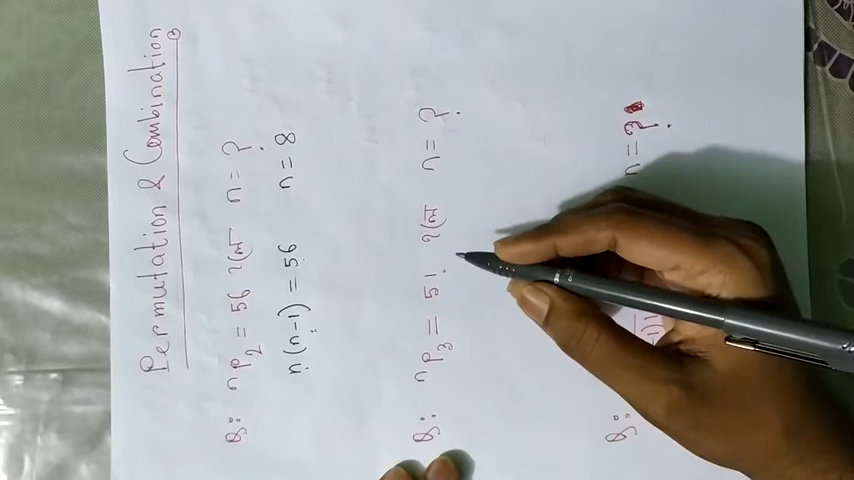 Permutation & Combination
Q: ⁿP₂ = 56 হলে n = ?
n(n-1) = 56 n = 8
Q: ⁿP₃ = 5! হলে n = ?
Q: n = ?